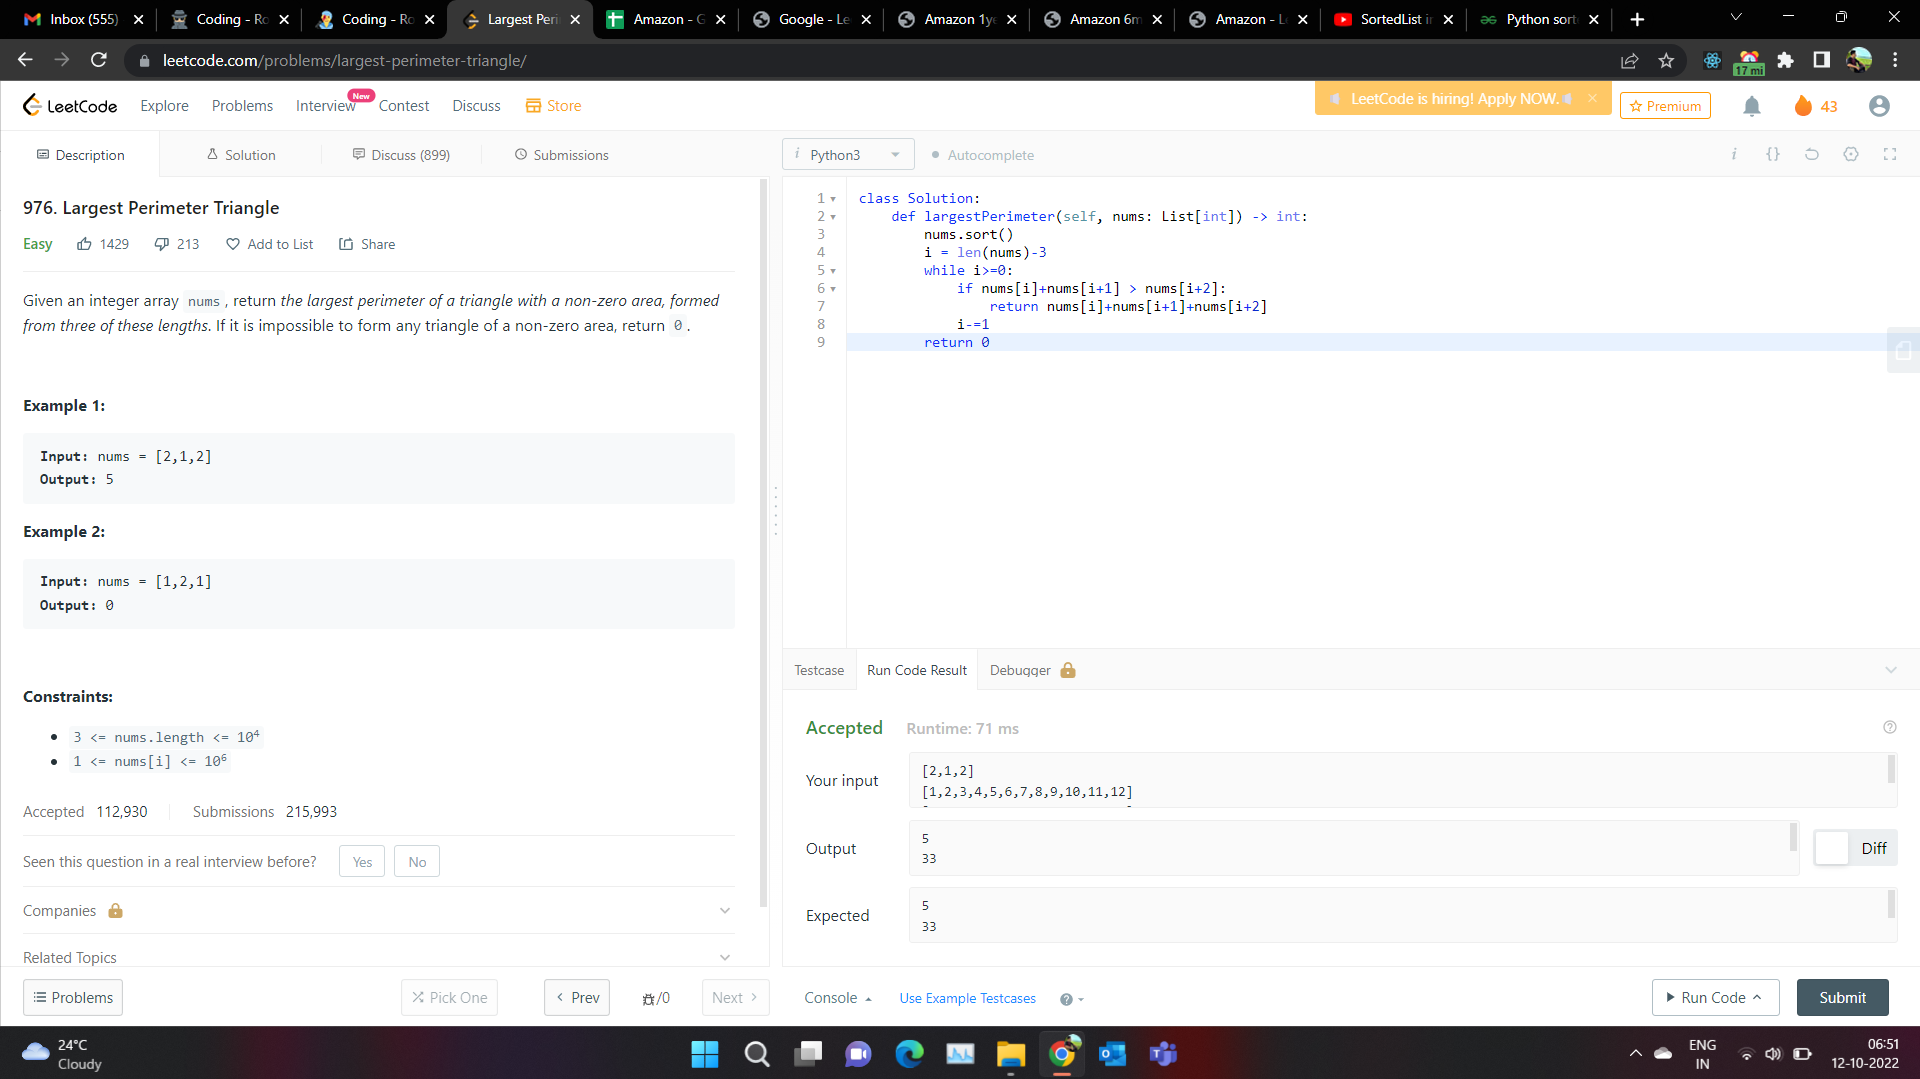 Inbox (555)
Coding - Ro
Coding - Ro
Largest Peri
Amazon - G
Google - Le
Amazon 1ye
Amazon 6m
Amazon - L
SortedList i
Python sort
leetcode.com/problems/largest-perimeter-triangle/
17 mi
LeetCode
Explore
Problems
Interview
New
Contest
Discuss
Store
LeetCode is hiring! Apply NOW.
Premium
43
Description
Solution
Discuss (899)
Submissions
i Python3
Autocomplete
i {}
976. Largest Perimeter Triangle
Easy 1429 213 Add to List Share
Given an integer array nums , return the largest perimeter of a triangle with a non-zero area, formed
from three of these lengths. If it is impossible to form any triangle of a non-zero area, return 0 .
Example 1:
Input: nums = [2,1,2]
Output: 5
Example 2:
Input: nums = [1,2,1]
Output: 0
Constraints:
3 <= nums.length <= 10⁴
1 <= nums[i] <= 10⁶
Accepted 112,930 Submissions 215,993
Seen this question in a real interview before? Yes No
Companies
Related Topics
Problems
Pick One
Prev
/0
Next
1 class Solution:
2     def largestPerimeter(self, nums: List[int]) -> int:
3         nums.sort()
4         i = len(nums)-3
5         while i>=0:
6             if nums[i]+nums[i+1] > nums[i+2]:
7                 return nums[i]+nums[i+1]+nums[i+2]
8             i-=1
9         return 0
Testcase
Run Code Result
Debugger
Accepted Runtime: 71 ms
Your input
[2,1,2]
[1,2,3,4,5,6,7,8,9,10,11,12]
Output
5
33
Diff
Expected
5
33
Console
Use Example Testcases
Run Code
Submit
24°C
Cloudy
ENG
IN
06:51
12-10-2022